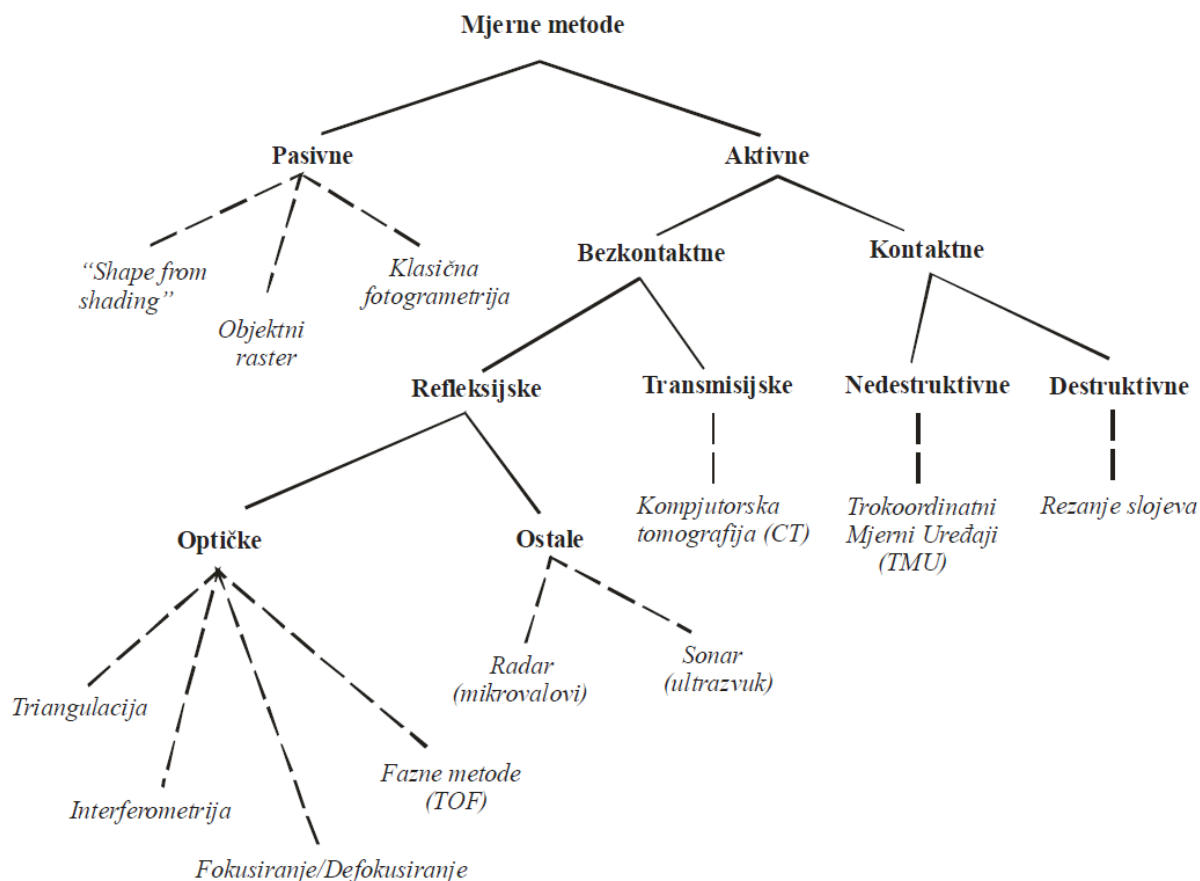 Mjerne metode
Pasivne
Aktivne
“Shape from
shading”
Objektni
raster
Klasična
fotogrametrija
Bezkontaktne
Kontaktne
Refleksijske
Transmisijske
Nedestruktivne
Destruktivne
Kompjutorska
tomografija (CT)
Trokoordinatni
Mjerni Uređaji
(TMU)
Rezanje slojeva
Optičke
Ostale
Radar
(mikrovalovi)
Sonar
(ultrazvuk)
Triangulacija
Interferometrija
Fokusiranje/Defokusiranje
Fazne metode
(TOF)